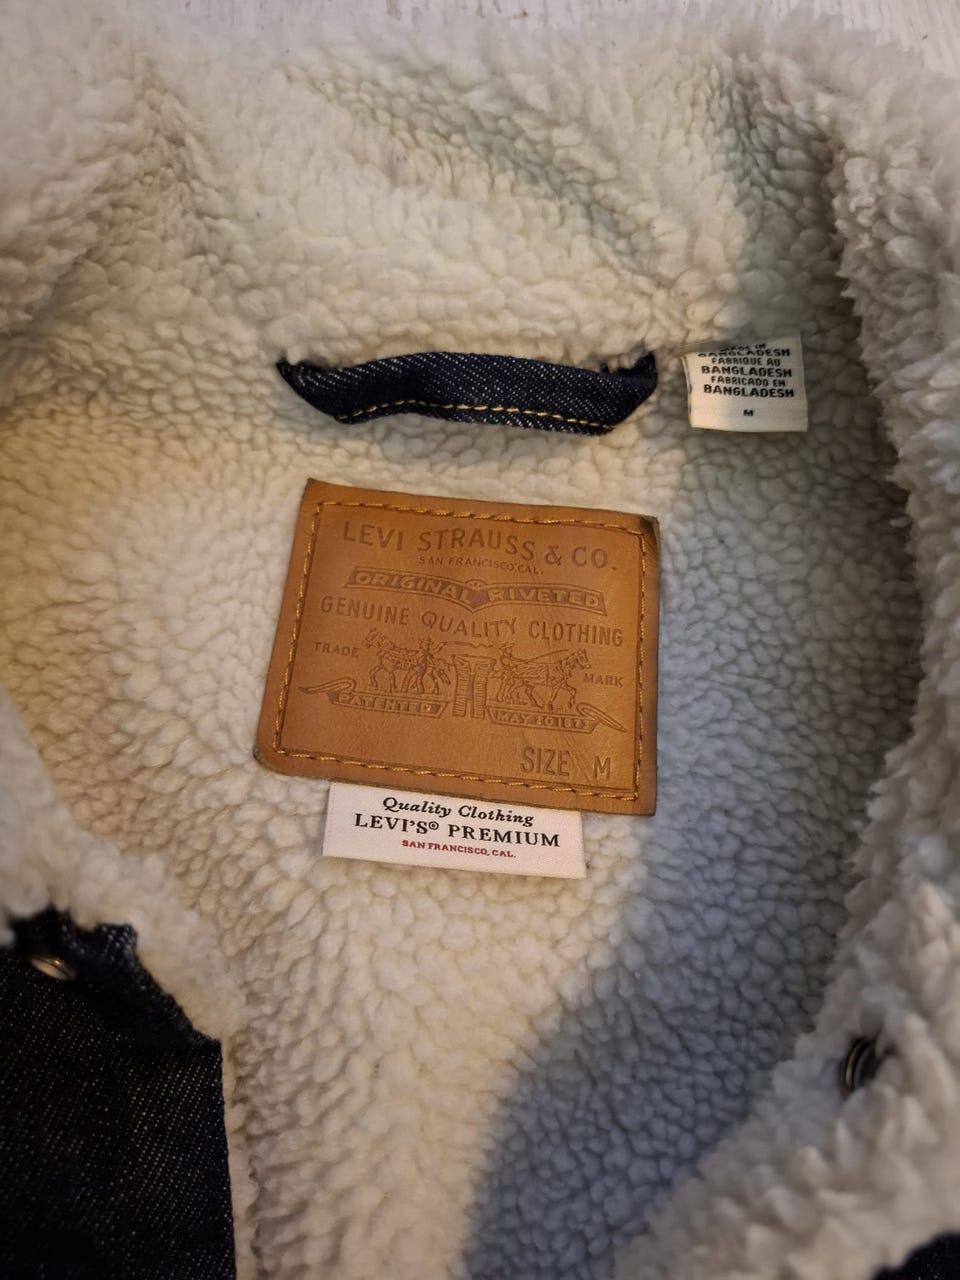 MADE IN
BANGLADESH
FABRIQUE AU
BANGLADESH
FABRICADO EN
BANGLADESH
M
LEVI STRAUSS & CO.
SAN FRANCISCO, CAL.
ORIGINAL RIVETED
GENUINE QUALITY CLOTHING
TRADE MARK
PATENTED MAY 20 1873
SIZE M
Quality Clothing
LEVI'S® PREMIUM
SAN FRANCISCO, CAL.